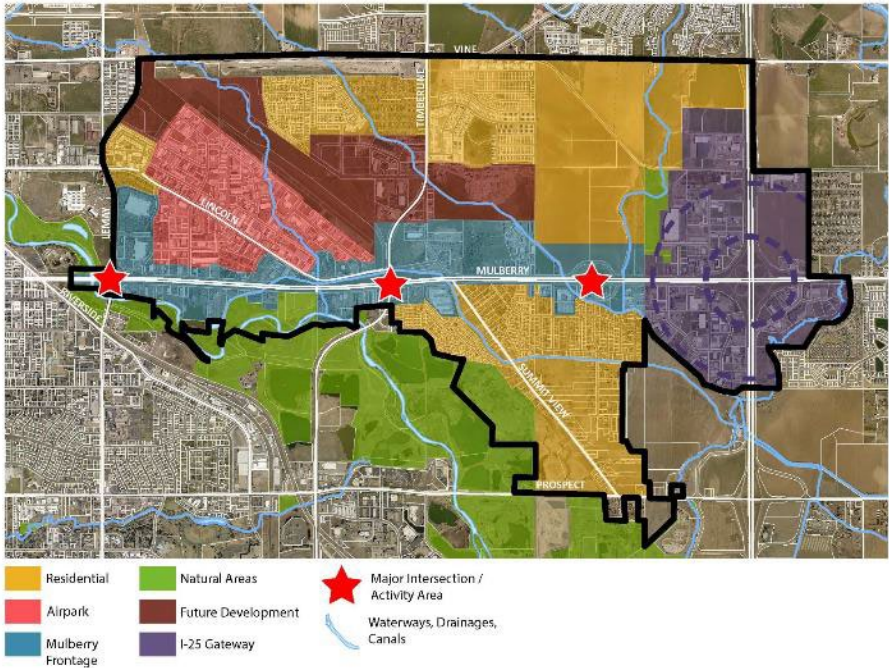 VINE
TIMBERLINE
LEMAY
LINCOLN
MULBERRY
RIVERSIDE
SUMMIT VIEW
PROSPECT
Residential
Natural Areas
Major Intersection /
Activity Area
Airpark
Future Development
Waterways, Drainages,
Canals
Mulberry
Frontage
I-25 Gateway